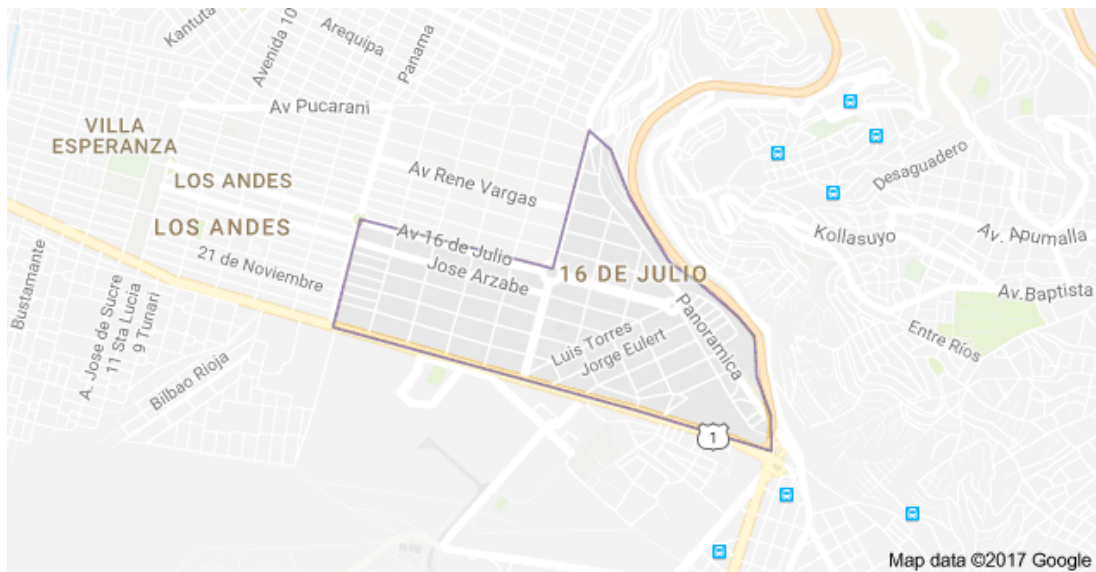 Kantuta
Avenida 10
Arequipa
Panama
Av Pucarani
VILLA
ESPERANZA
LOS ANDES
Av Rene Vargas
Desaguadero
LOS ANDES
Av 16 de Julio
Kollasuyo
Av. Apumalla
21 de Noviembre
Jose Arzabe
16 DE JULIO
Av.Baptista
Bustamante
A. Jose de Sucre
11 Sta Lucia
9 Tunari
Panoramica
Luis Torres
Jorge Eulert
Entre Ríos
Bilbao Rioja
1
Map data ©2017 Google